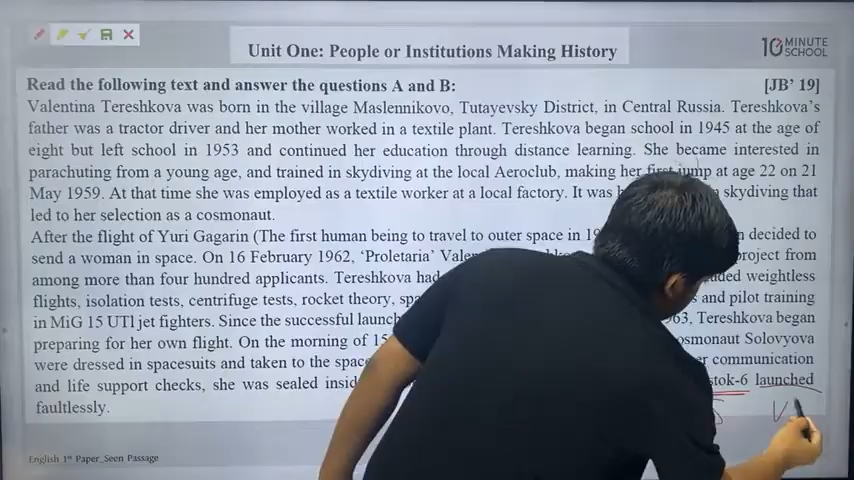 Unit One: People or Institutions Making History
10 MINUTE SCHOOL
Read the following text and answer the questions A and B: [JB’ 19]
Valentina Tereshkova was born in the village Maslennikovo, Tutayevsky District, in Central Russia. Tereshkova’s
father was a tractor driver and her mother worked in a textile plant. Tereshkova began school in 1945 at the age of
eight but left school in 1953 and continued her education through distance learning. She became interested in
parachuting from a young age, and trained in skydiving at the local Aeroclub, making her first jump at age 22 on 21
May 1959. At that time she was employed as a textile worker at a local factory. It was skydiving that
led to her selection as a cosmonaut.
After the flight of Yuri Gagarin (The first human being to travel to outer space in decided to
send a woman in space. On 16 February 1962, ‘Proletaria’ project from
among more than four hundred applicants. Tereshkova had weightless
flights, isolation tests, centrifuge tests, rocket theory, and pilot training
in MiG 15 UTI jet fighters. Since the successful Tereshkova began
preparing for her own flight. On the morning of 15 Solovyova
were dressed in spacesuits and taken to the communication
and life support checks, she was sealed launched
faultlessly.
S V
English 1st Paper_Seen Passage